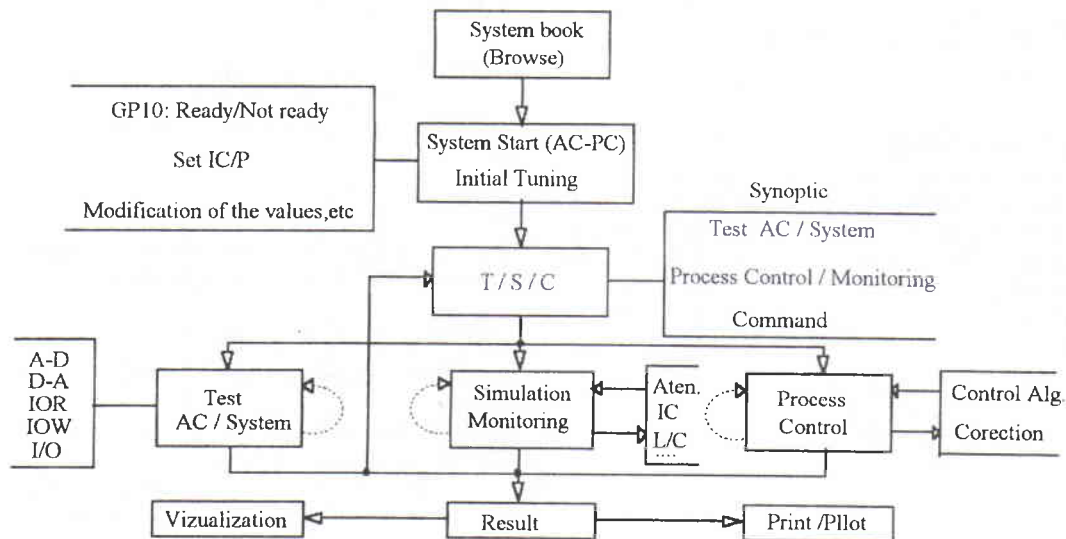 System book
(Browse)
GP10: Ready/Not ready
Set IC/P
Modification of the values,etc
System Start (AC-PC)
Initial Tuning
Synoptic
Test AC / System
Process Control / Monitoring
Command
T / S / C
A-D
D-A
IOR
IOW
I/O
Test
AC / System
Simulation
Monitoring
Aten.
IC
L/C
....
Process
Control
Control Alg.
Corection
Vizualization
Result
Print /Pllot